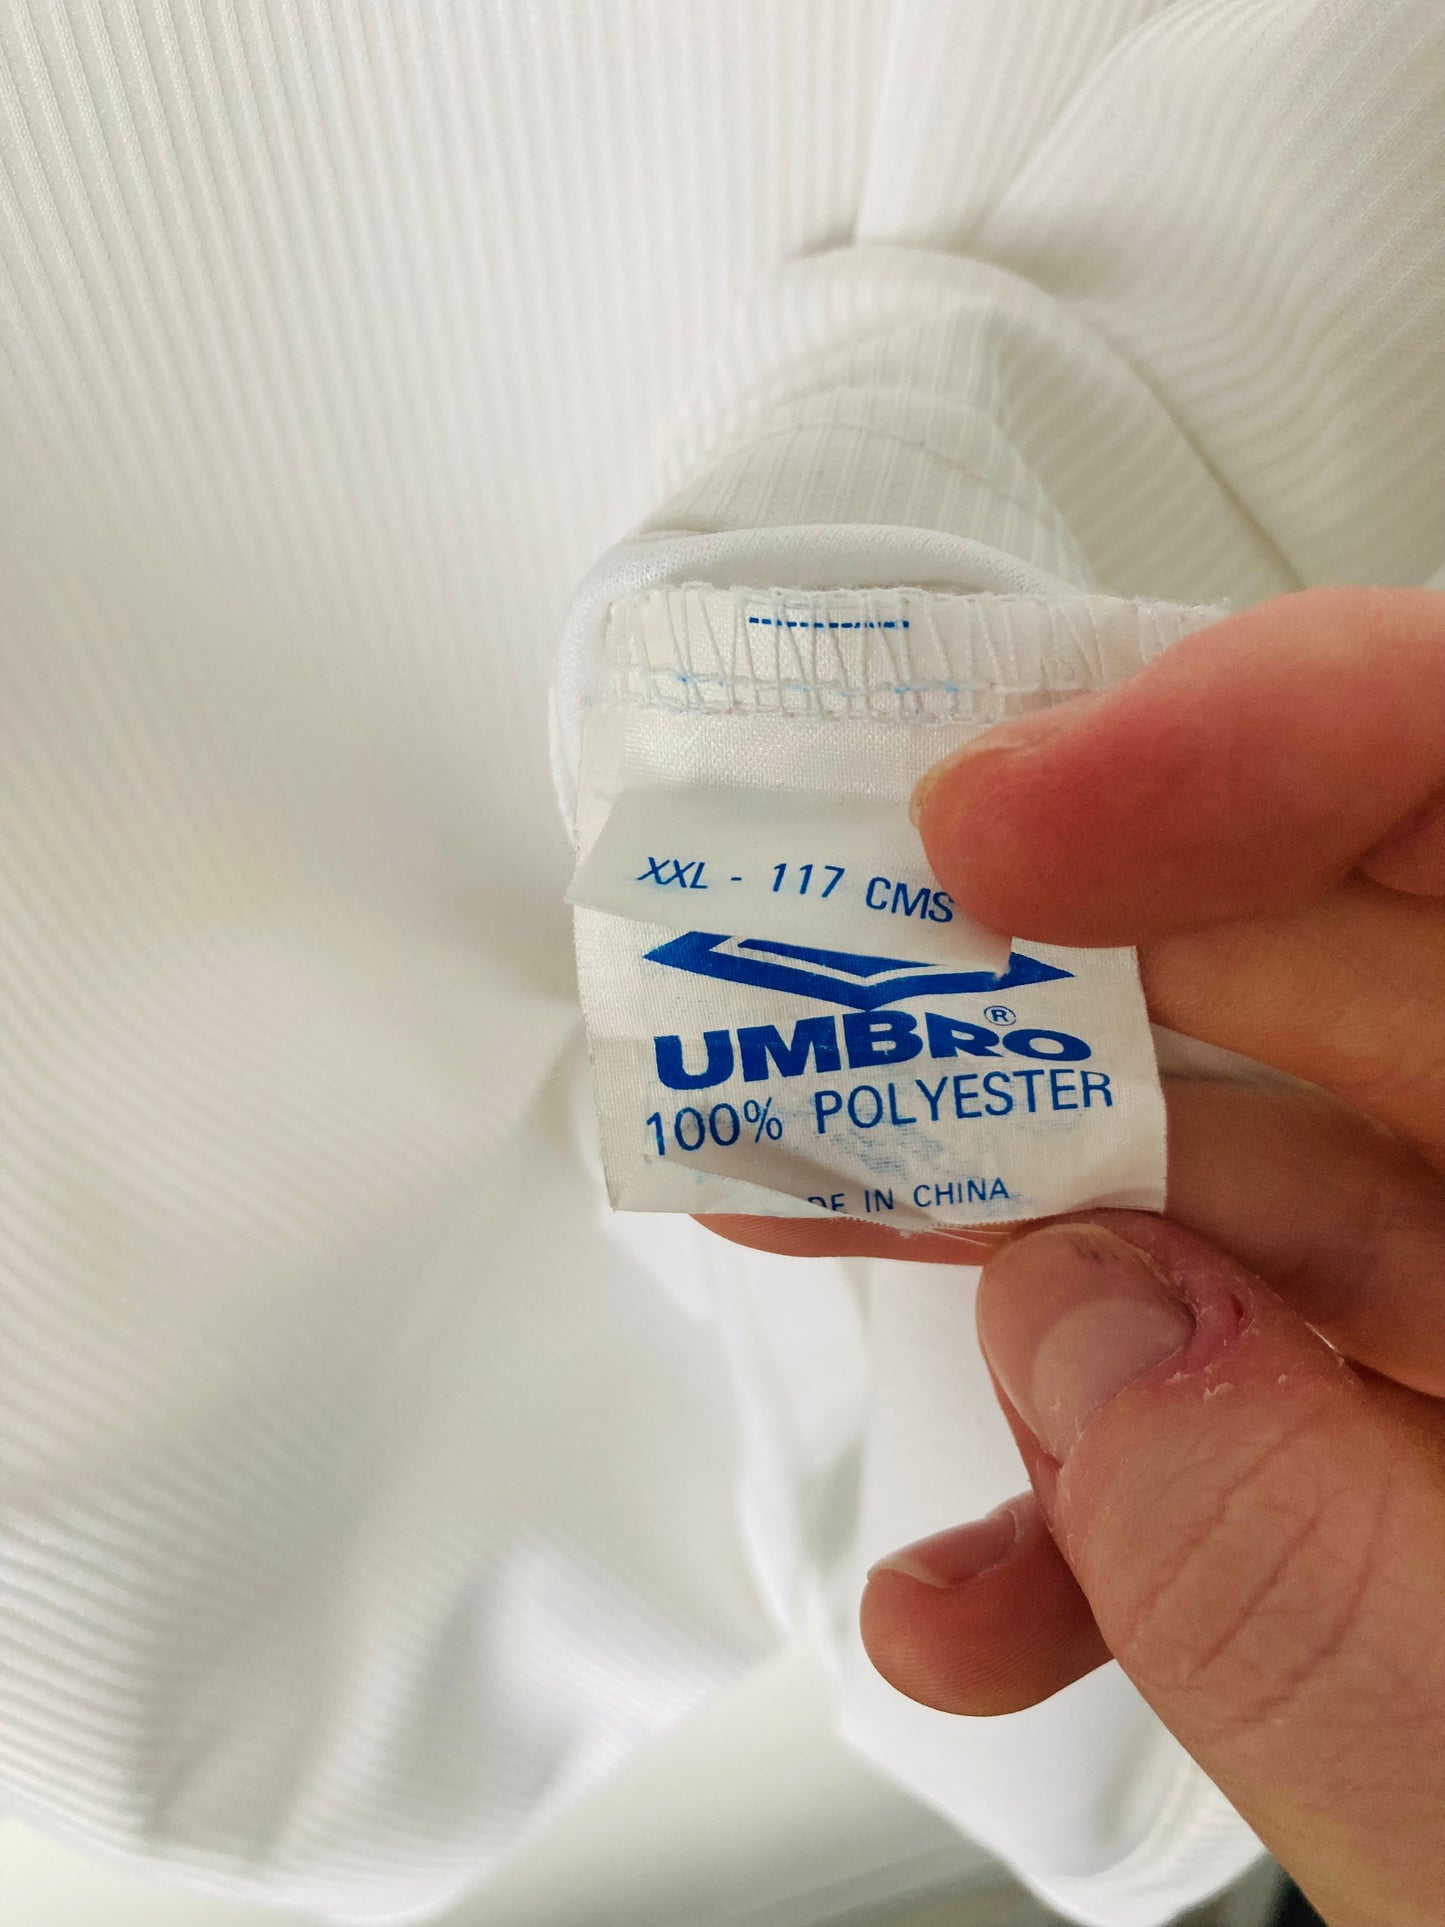 XXL - 117 CMS
UMBRO®
100% POLYESTER
DE IN CHINA